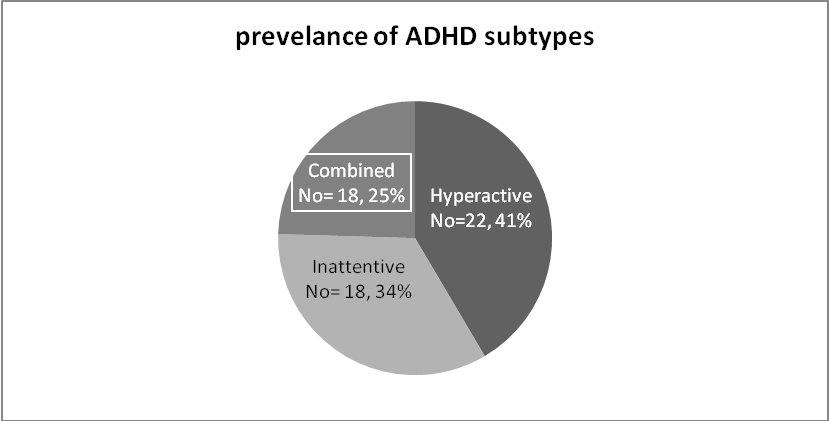 prevelance of ADHD subtypes
Combined
No= 18, 25%
Hyperactive
No=22, 41%
Inattentive
No= 18, 34%